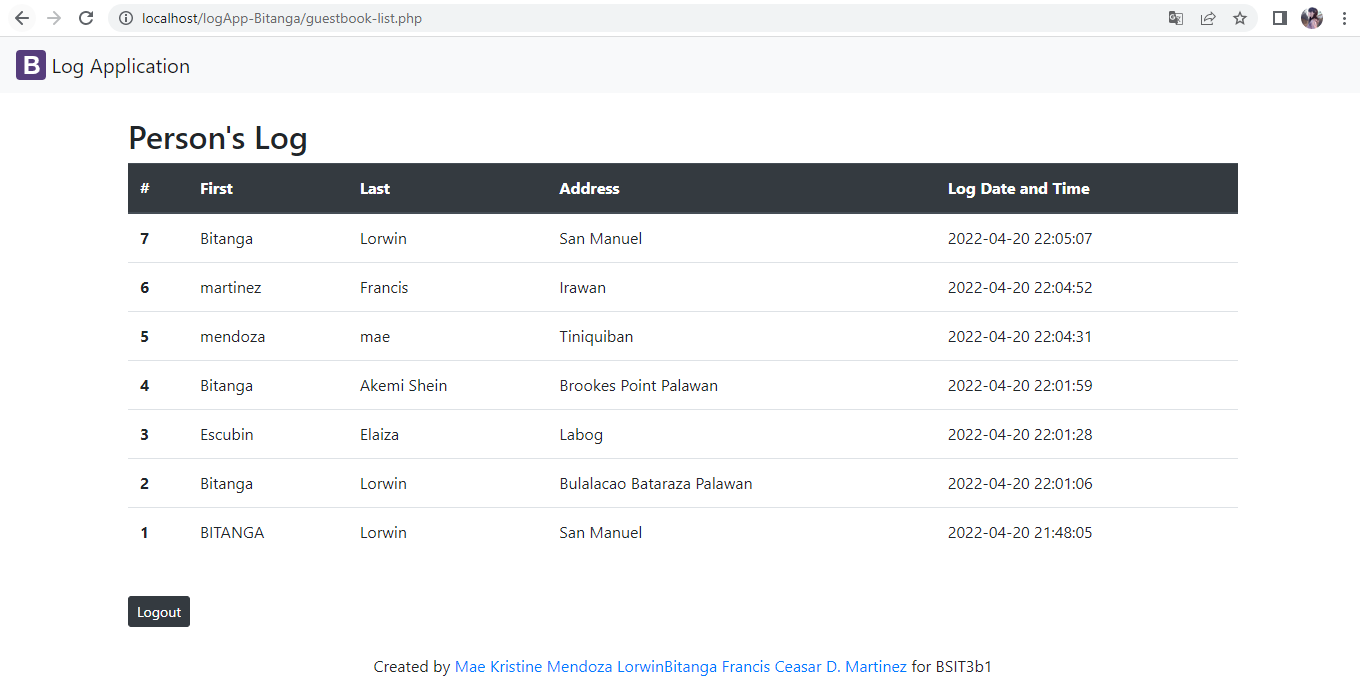 localhost/logApp-Bitanga/guestbook-list.php
B Log Application
Person's Log
# First Last Address Log Date and Time
7 Bitanga Lorwin San Manuel 2022-04-20 22:05:07
6 martinez Francis Irawan 2022-04-20 22:04:52
5 mendoza mae Tiniquiban 2022-04-20 22:04:31
4 Bitanga Akemi Shein Brookes Point Palawan 2022-04-20 22:01:59
3 Escubin Elaiza Labog 2022-04-20 22:01:28
2 Bitanga Lorwin Bulalacao Bataraza Palawan 2022-04-20 22:01:06
1 BITANGA Lorwin San Manuel 2022-04-20 21:48:05
Logout
Created by Mae Kristine Mendoza LorwinBitanga Francis Ceasar D. Martinez for BSIT3b1